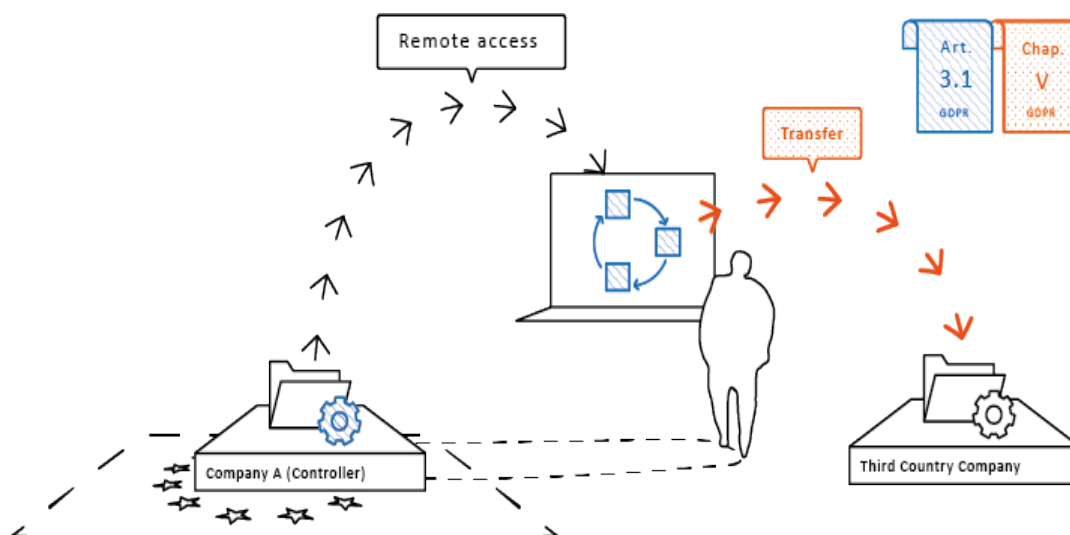 Remote access
Art.
3.1
GDPR
Chap.
V
GDPR
Transfer
Company A (Controller)
Third Country Company